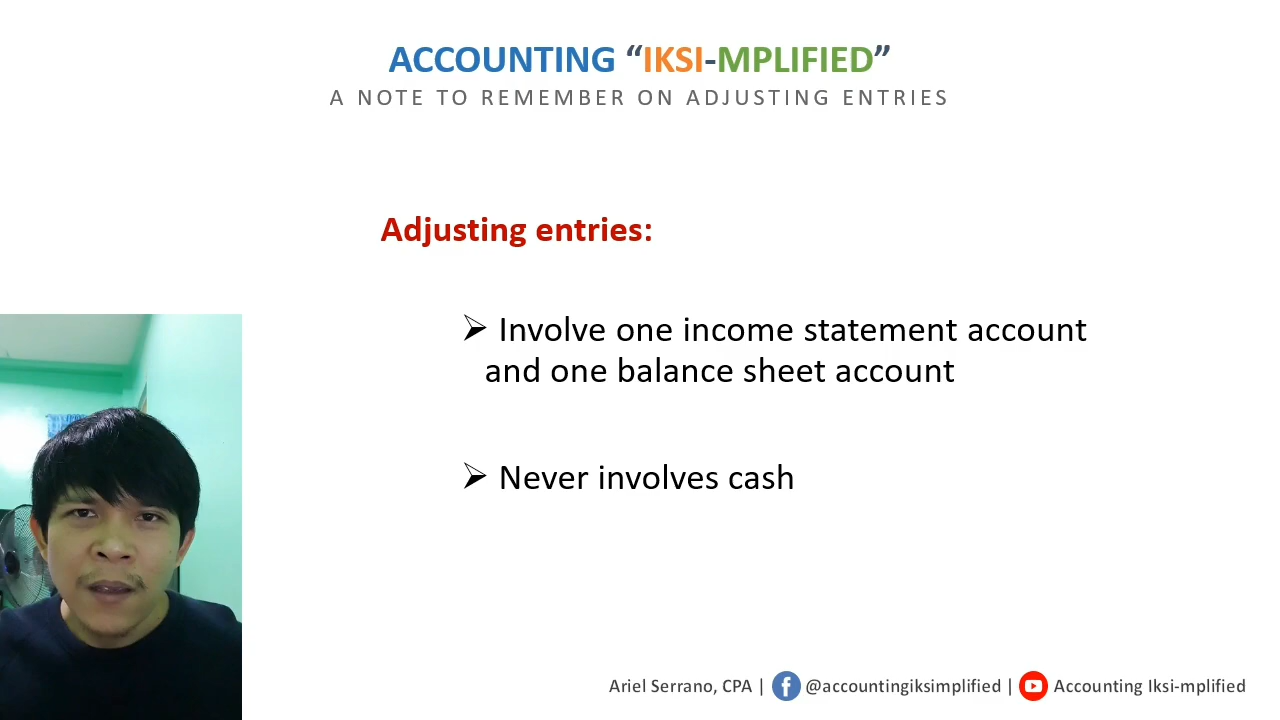 ACCOUNTING “IKSI-MPLIFIED”
A NOTE TO REMEMBER ON ADJUSTING ENTRIES
Adjusting entries:
➢ Involve one income statement account
and one balance sheet account
➢ Never involves cash
Ariel Serrano, CPA | @accountingiksimplified | Accounting Iksi-mplified